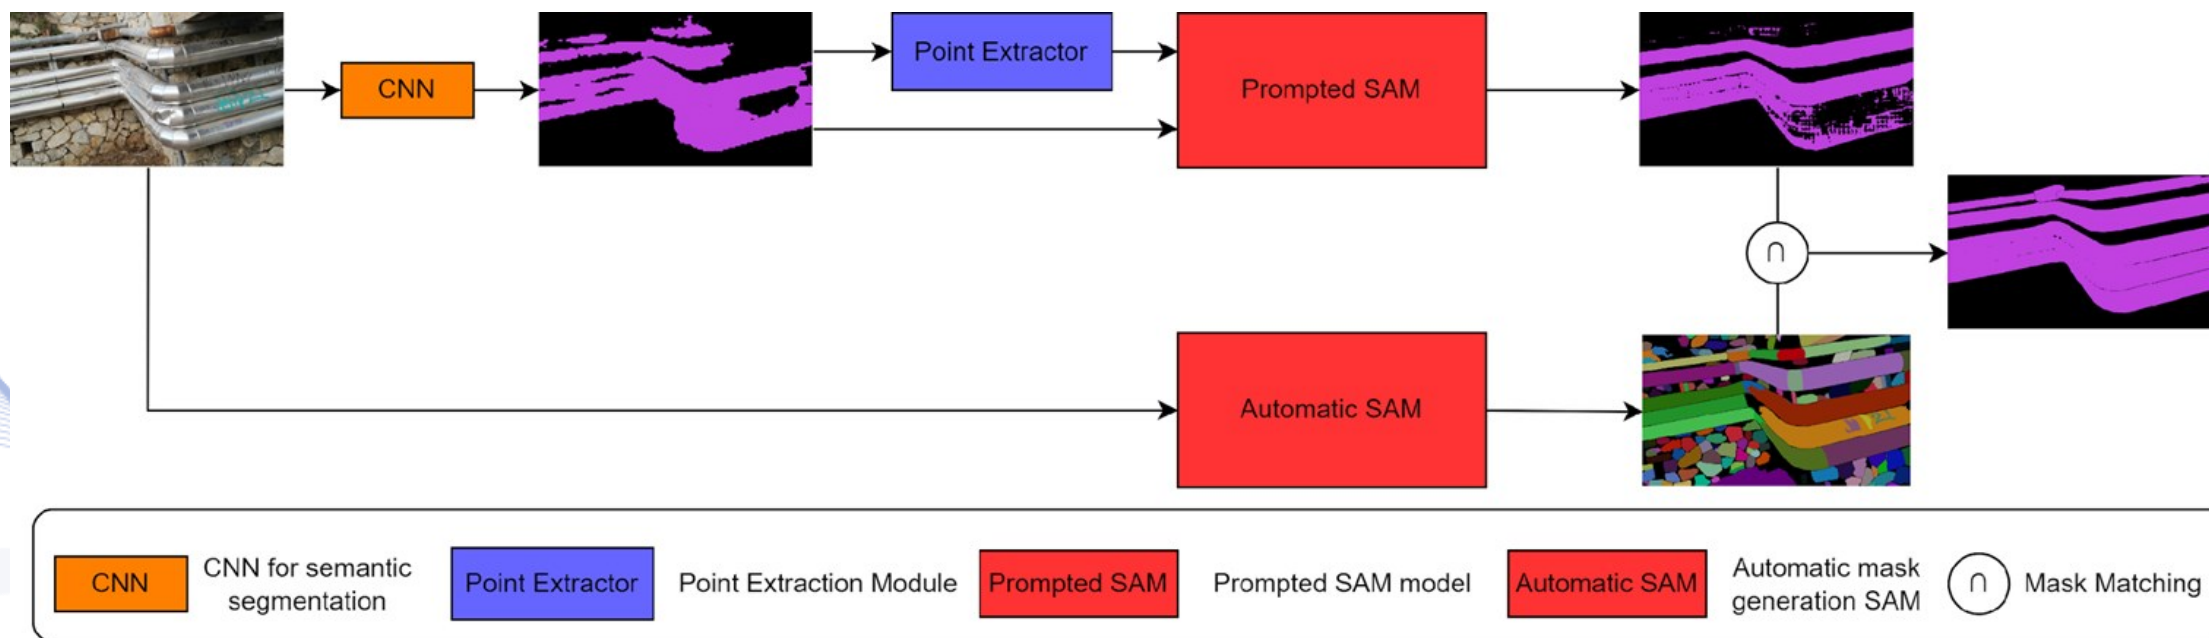 Point Extractor
CNN
Prompted SAM
∩
Automatic SAM
CNN
CNN for semantic
segmentation
Point Extractor
Point Extraction Module
Prompted SAM
Prompted SAM model
Automatic SAM
Automatic mask
generation SAM
∩
Mask Matching